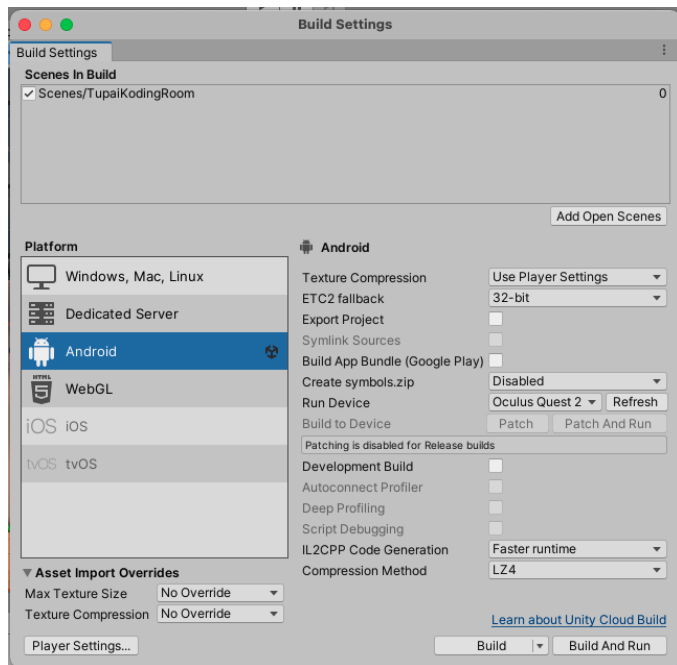 Build Settings
Build Settings
Scenes In Build
Scenes/TupaiKodingRoom 0
Add Open Scenes
Platform
Windows, Mac, Linux
Dedicated Server
Android
HTML 5 WebGL
iOS iOS
tvOS tvOS
Android
Texture Compression Use Player Settings
ETC2 fallback 32-bit
Export Project
Symlink Sources
Build App Bundle (Google Play)
Create symbols.zip Disabled
Run Device Oculus Quest 2 Refresh
Build to Device Patch Patch And Run
Patching is disabled for Release builds
Development Build
Autoconnect Profiler
Deep Profiling
Script Debugging
IL2CPP Code Generation Faster runtime
Compression Method LZ4
Asset Import Overrides
Max Texture Size No Override
Texture Compression No Override
Learn about Unity Cloud Build
Player Settings... Build Build And Run